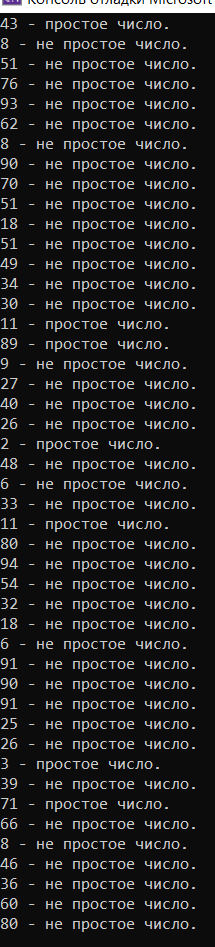 Консоль отладки Microsoft
43 - простое число.
8 - не простое число.
51 - не простое число.
76 - не простое число.
93 - не простое число.
62 - не простое число.
8 - не простое число.
90 - не простое число.
70 - не простое число.
51 - не простое число.
18 - не простое число.
51 - не простое число.
49 - не простое число.
34 - не простое число.
30 - не простое число.
11 - простое число.
89 - простое число.
9 - не простое число.
27 - не простое число.
40 - не простое число.
26 - не простое число.
2 - простое число.
48 - не простое число.
6 - не простое число.
33 - не простое число.
11 - простое число.
80 - не простое число.
94 - не простое число.
54 - не простое число.
32 - не простое число.
18 - не простое число.
6 - не простое число.
91 - не простое число.
90 - не простое число.
91 - не простое число.
25 - не простое число.
26 - не простое число.
3 - простое число.
39 - не простое число.
71 - простое число.
66 - не простое число.
8 - не простое число.
46 - не простое число.
36 - не простое число.
60 - не простое число.
80 - не простое число.